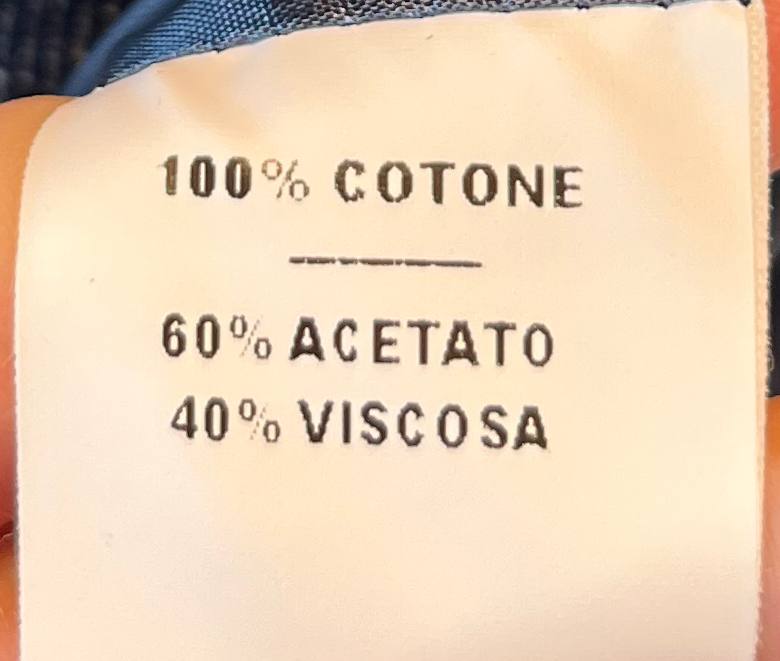 100% COTONE
60% ACETATO
40% VISCOSA